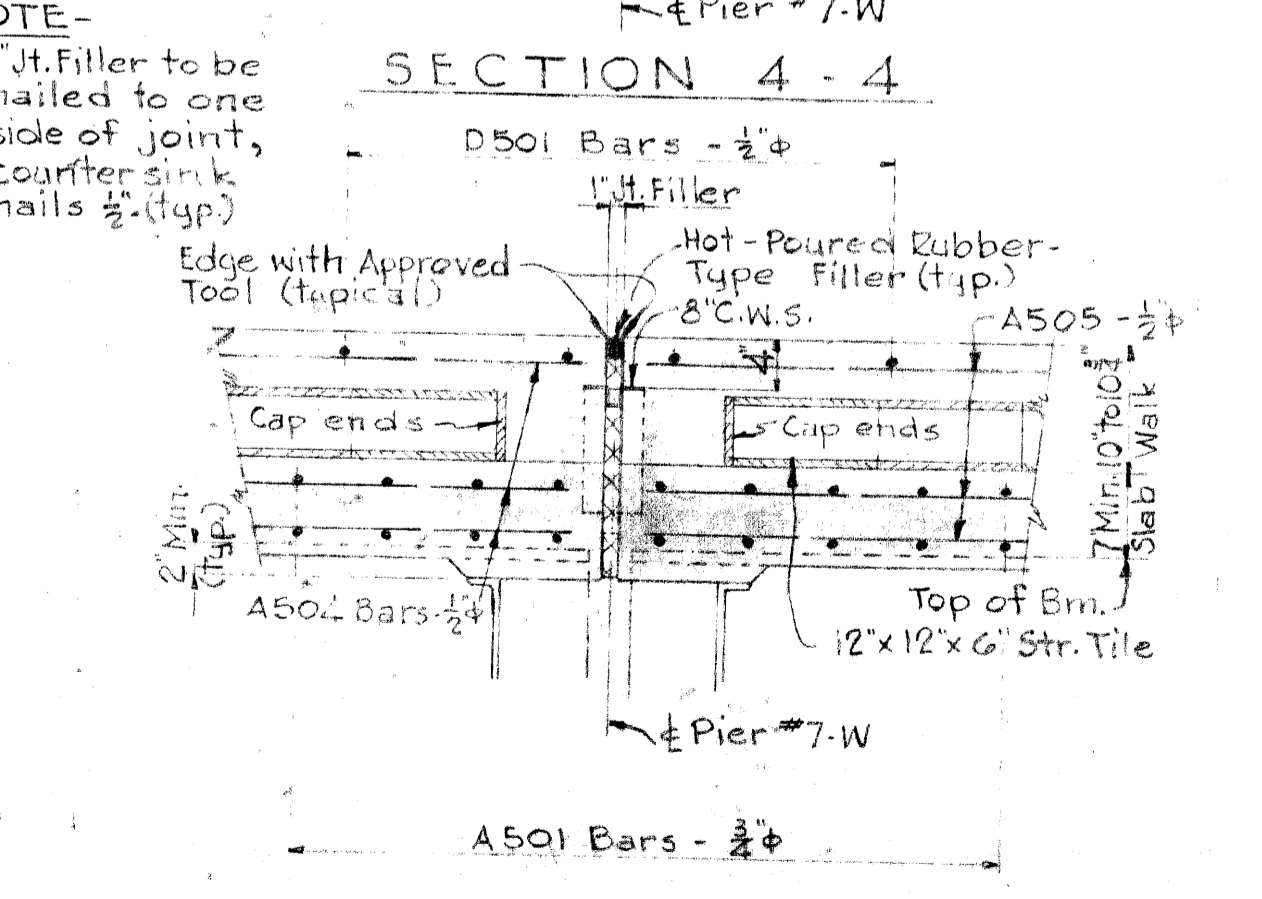 OTE-
" Jt. Filler to be
nailed to one
side of joint,
counter sink
nails ½". (typ.)
℄ Pier # 7-W
SECTION 4-4
D501 Bars - ½"ϕ
1" Jt. Filler
Edge with Approved
Tool (typical)
Hot-Poured Rubber-
Type Filler (typ.)
8" C.W.S.
A505 - ½"ϕ
4"
Cap ends
Cap ends
7" Min. 10" to 10¾"
Slab Walk
2" Min.
(typ.)
A504 Bars - ½"ϕ
Top of Bm.
12"x12"x6" Str. Tile
℄ Pier #7-W
A501 Bars - ¾"ϕ